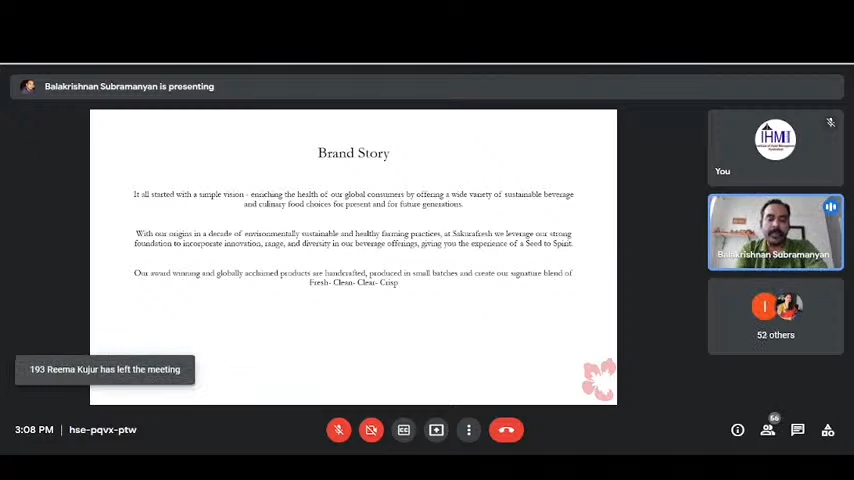 Balakrishnan Subramanyan is presenting
Brand Story
It all started with a simple vision - enriching the health of our global consumers by offering a wide variety of sustainable beverage
and culinary food choices for present and for future generations.
With our origins in a decade of environmentally sustainable and healthy farming practices, at Sakurafresh we leverage our strong
foundation to incorporate innovation, range, and diversity in our beverage offerings, giving you the experience of a Seed to Spirit.
Our award winning and globally acclaimed products are handcrafted, produced in small batches and create our signature blend of
Fresh- Clean- Clear- Crisp
IHM
You
Balakrishnan Subramanyan
I
52 others
193 Reema Kujur has left the meeting
3:08 PM | hse-pqvx-ptw
56